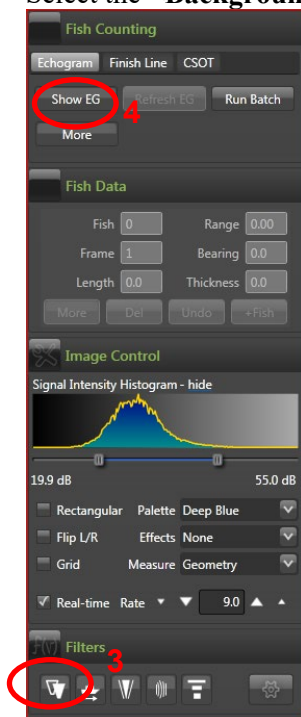 Select the "Backgroun
Fish Counting
Echogram Finish Line CSOT
Show EG Refresh EG Run Batch
4
More
Fish Data
Fish 0 Range 0.00
Frame 1 Bearing 0.0
Length 0.0 Thickness 0.0
More Del Undo +Fish
Image Control
Signal Intensity Histogram - hide
19.9 dB 55.0 dB
Rectangular Palette Deep Blue
Flip L/R Effects None
Grid Measure Geometry
Real-time Rate 9.0
f(v) Filters
3